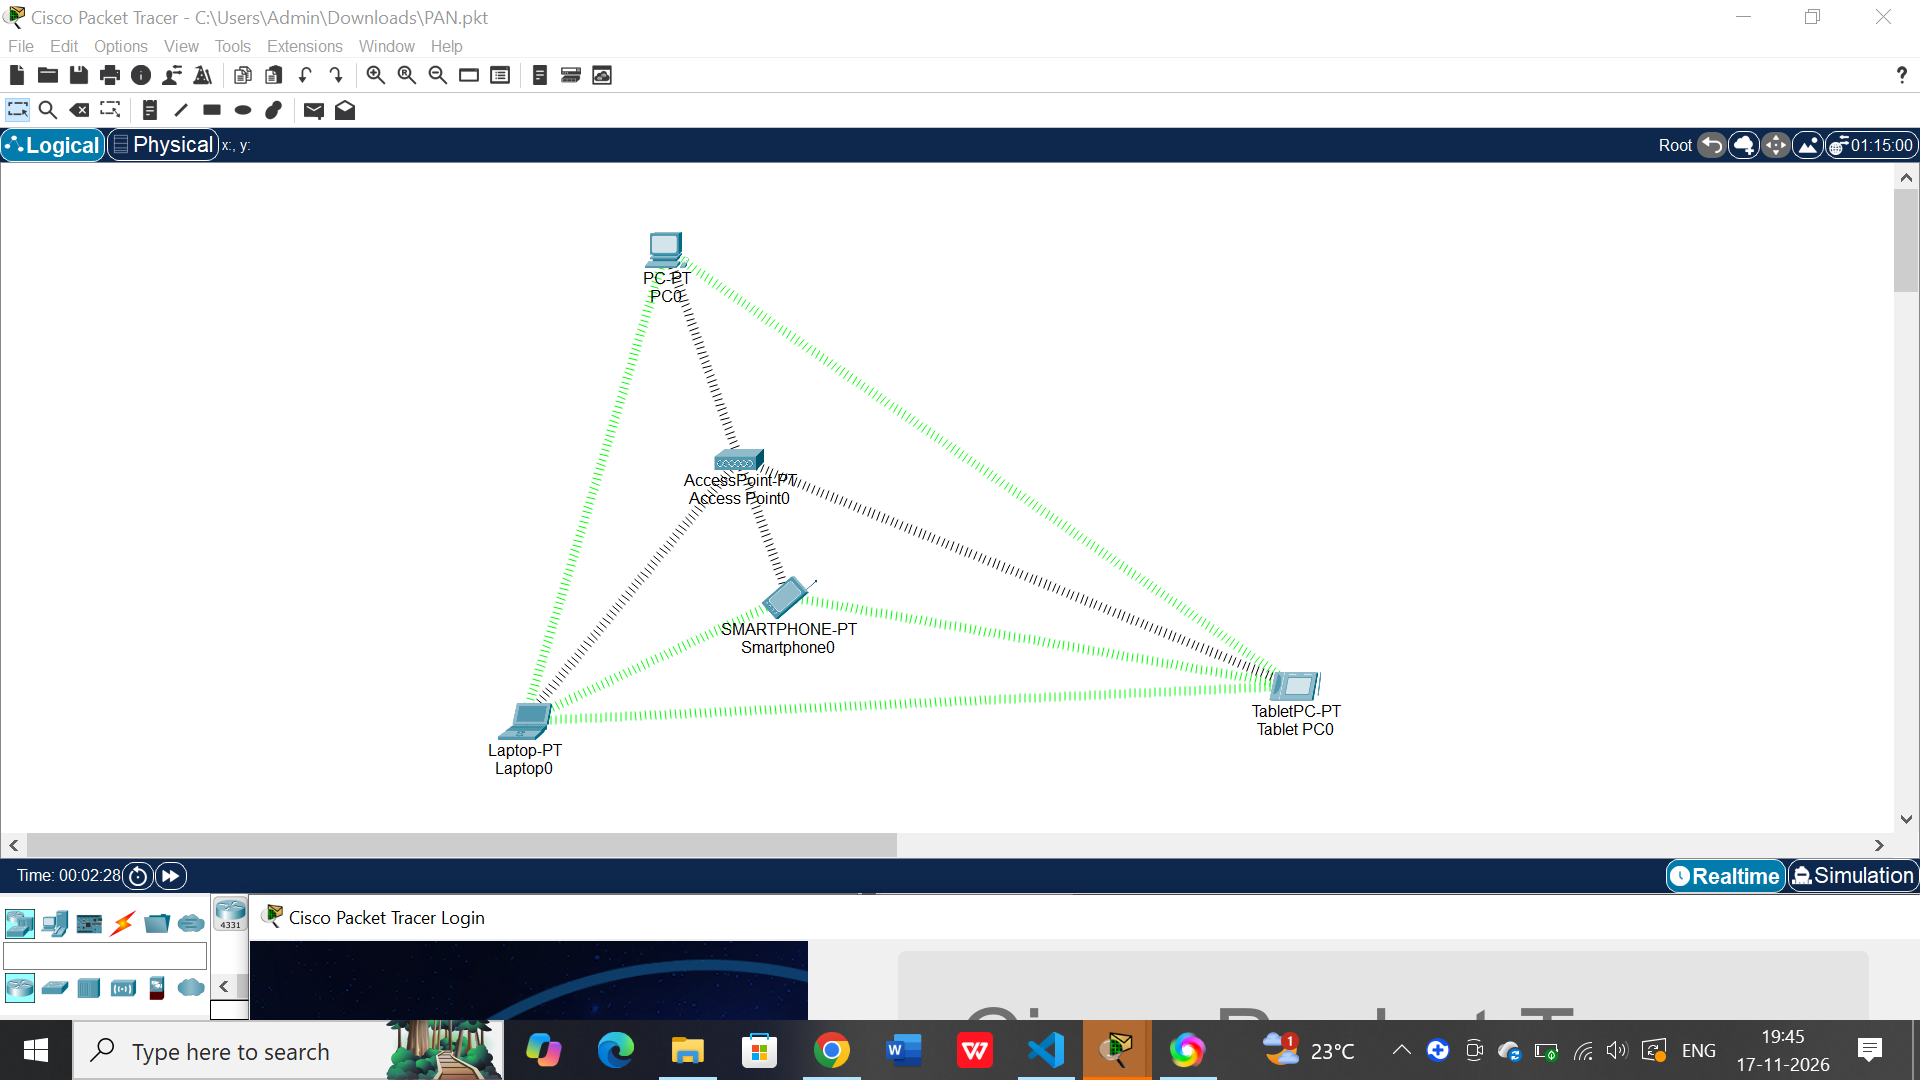 Cisco Packet Tracer - C:\Users\Admin\Downloads\PAN.pkt
File Edit Options View Tools Extensions Window Help
?
Logical Physical x:, y: Root 01:15:00
PC-PT
PC0
AccessPoint-PT
Access Point0
SMARTPHONE-PT
Smartphone0
TabletPC-PT
Tablet PC0
Laptop-PT
Laptop0
Time: 00:02:28 Realtime Simulation
4331
Cisco Packet Tracer Login
Type here to search
1
23°C
ENG
19:45
17-11-2026